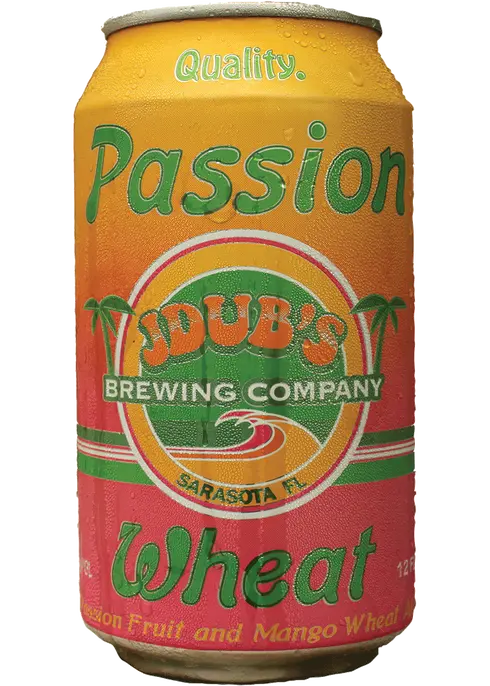 Quality.
Passion
JDUB'S
BREWING COMPANY
SARASOTA FL
Wheat
Fruit and Mango Wheat